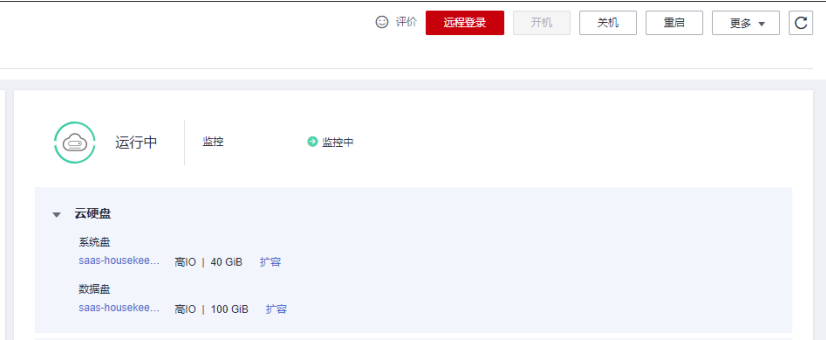 评价 远程登录 开机 关机 重启 更多
运行中 监控 监控中
云硬盘
系统盘
saas-housekee... 高IO | 40 GiB 扩容
数据盘
saas-housekee... 高IO | 100 GiB 扩容